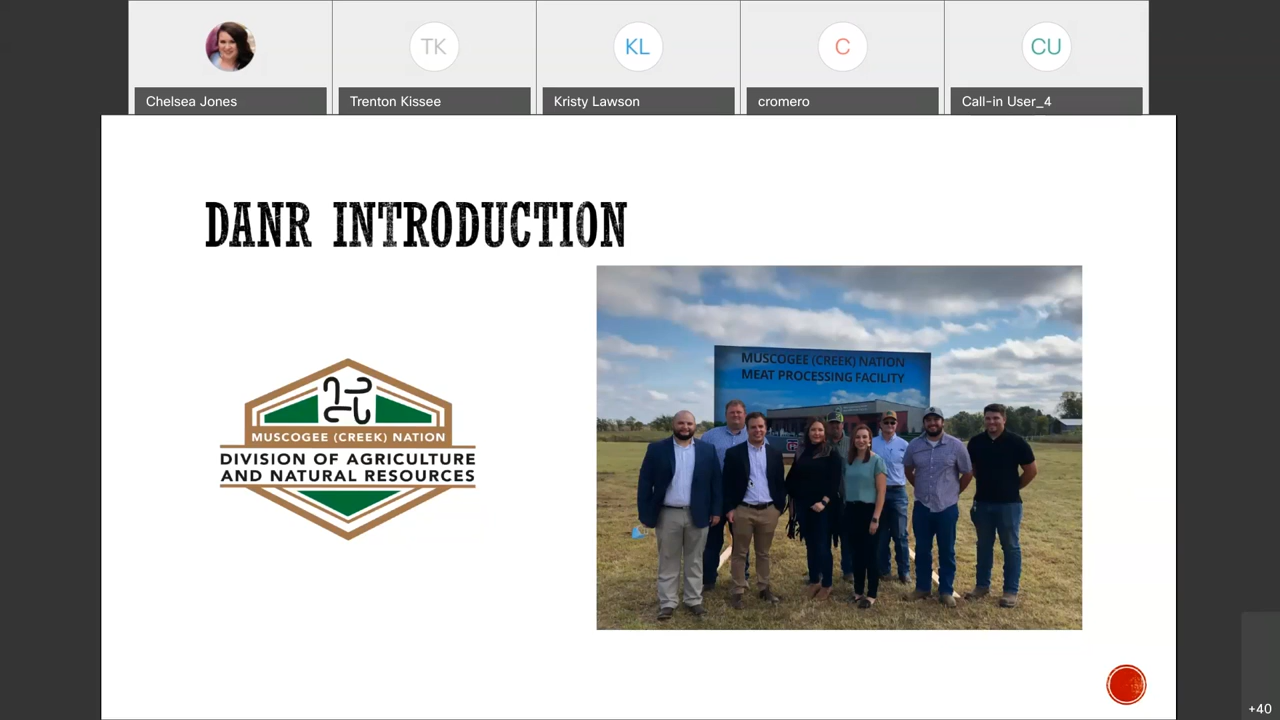 TK
KL
C
CU
Chelsea Jones
Trenton Kissee
Kristy Lawson
cromero
Call-in User_4
DANR INTRODUCTION
MUSCOGEE (CREEK) NATION
MEAT PROCESSING FACILITY
MUSCOGEE (CREEK) NATION
DIVISION OF AGRICULTURE
AND NATURAL RESOURCES
+40